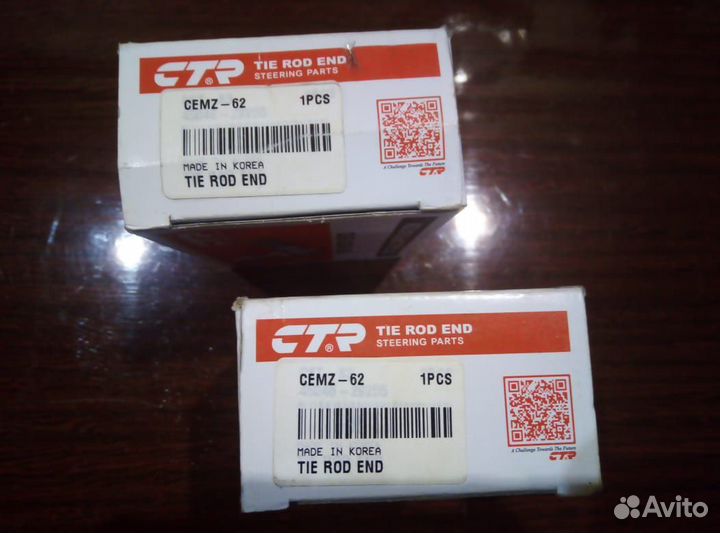 CTR® TIE ROD END
STEERING PARTS
CEMZ-62 1PCS
MADE IN KOREA
TIE ROD END
A Challenge Towards The Future
CTR
CTR® TIE ROD END
STEERING PARTS
CEMZ-62 1PCS
MADE IN KOREA
TIE ROD END
A Challenge Towards The Future
CTR
Avito